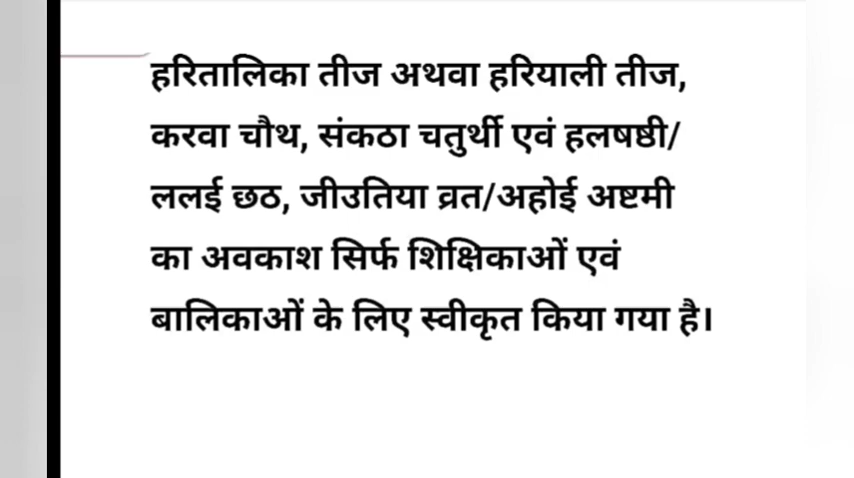 हरितालिका तीज अथवा हरियाली तीज,
करवा चौथ, संकठा चतुर्थी एवं हलषष्ठी/
ललई छठ, जीउतिया व्रत/अहोई अष्टमी
का अवकाश सिर्फ शिक्षिकाओं एवं
बालिकाओं के लिए स्वीकृत किया गया है।